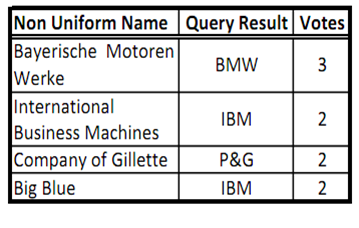 Non Uniform Name Query Result Votes
Bayerische Motoren
Werke BMW 3
International
Business Machines IBM 2
Company of Gillette P&G 2
Big Blue IBM 2